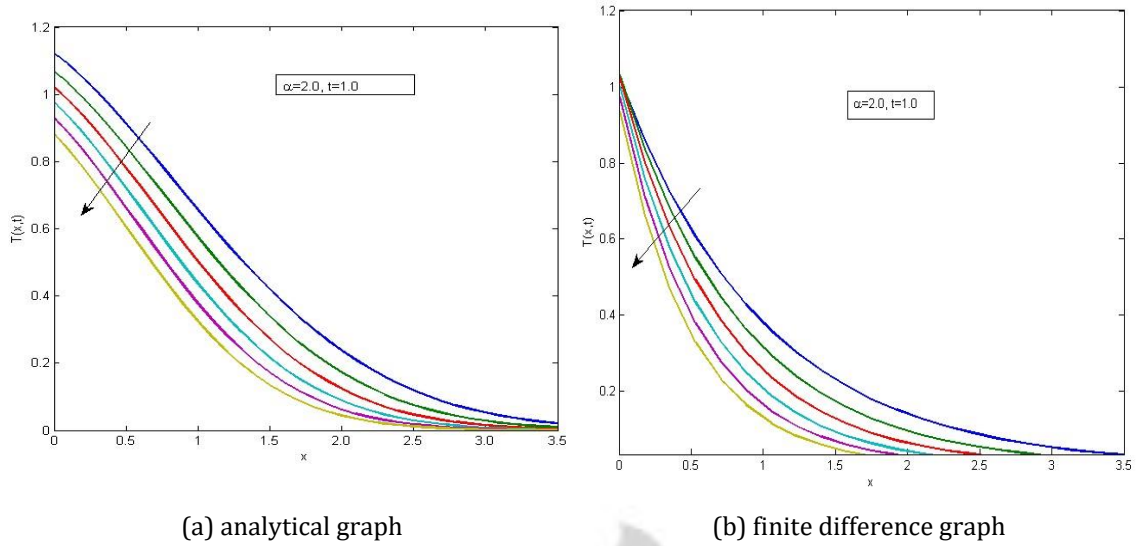 1.2
1
0.8
0.6
0.4
0.2
0
T(x,t)
α=2.0, t=1.0
0 0.5 1.0 1.5 2.0 2.5 3.0 3.5
x
(a) analytical graph
1.2
1
0.8
0.6
0.4
0.2
T(x,t)
α=2.0, t=1.0
0 0.5 1 1.5 2 2.5 3 3.5
x
(b) finite difference graph